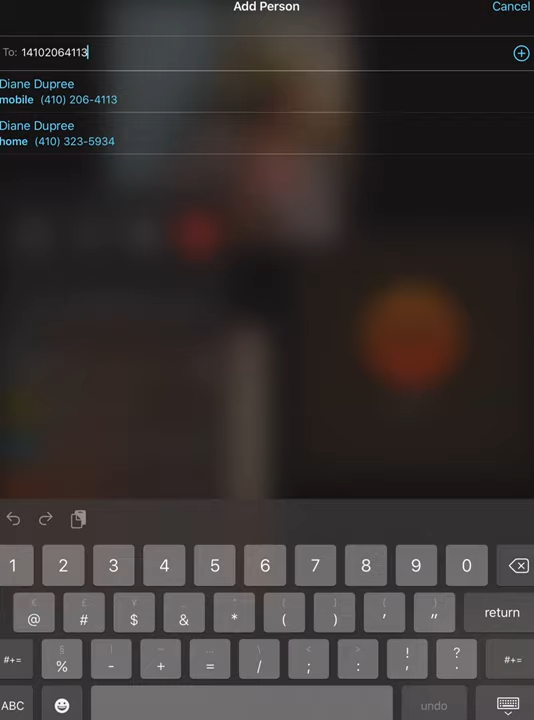 Add Person
Cancel
To: 14102064113
Diane Dupree
mobile (410) 206-4113
Diane Dupree
home (410) 323-5934
1 2 3 4 5 6 7 8 9 0
@ # $ & * ( ) ' " return
#+= % - + = / ; : ! , ? . #+=
ABC undo